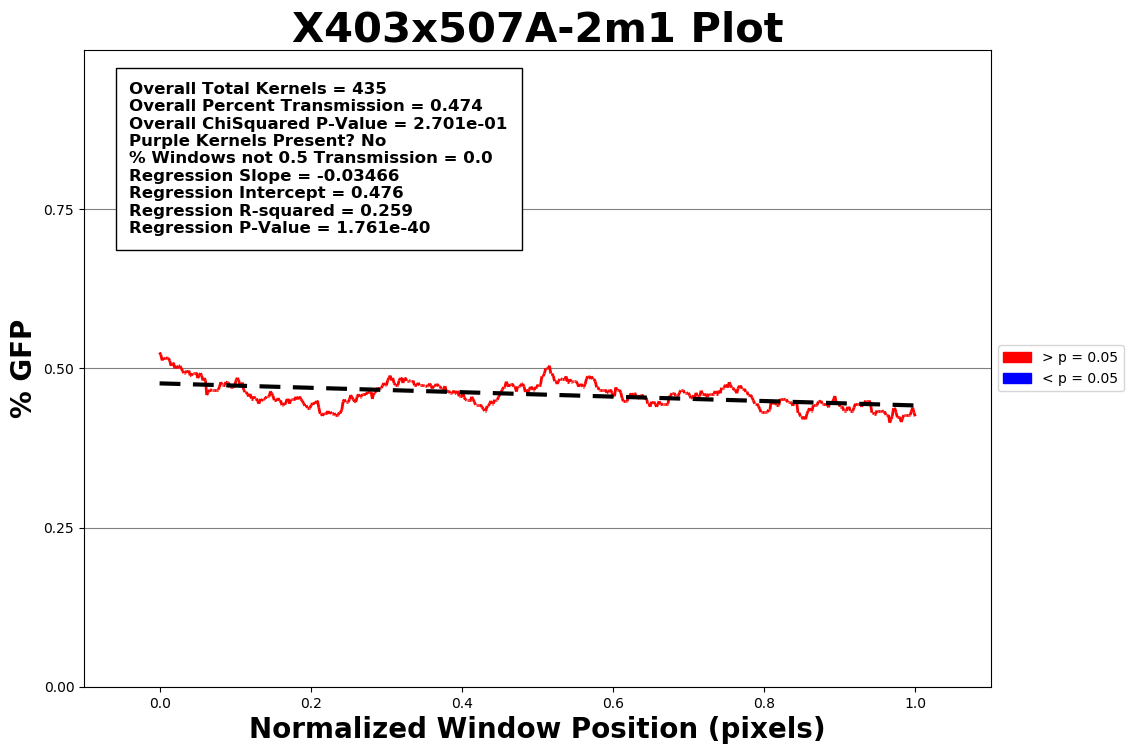 X403x507A-2m1 Plot
Overall Total Kernels = 435
Overall Percent Transmission = 0.474
Overall ChiSquared P-Value = 2.701e-01
Purple Kernels Present? No
% Windows not 0.5 Transmission = 0.0
Regression Slope = -0.03466
Regression Intercept = 0.476
Regression R-squared = 0.259
Regression P-Value = 1.761e-40
0.75
0.50
0.25
0.00
% GFP
> p = 0.05
< p = 0.05
0.0 0.2 0.4 0.6 0.8 1.0
Normalized Window Position (pixels)